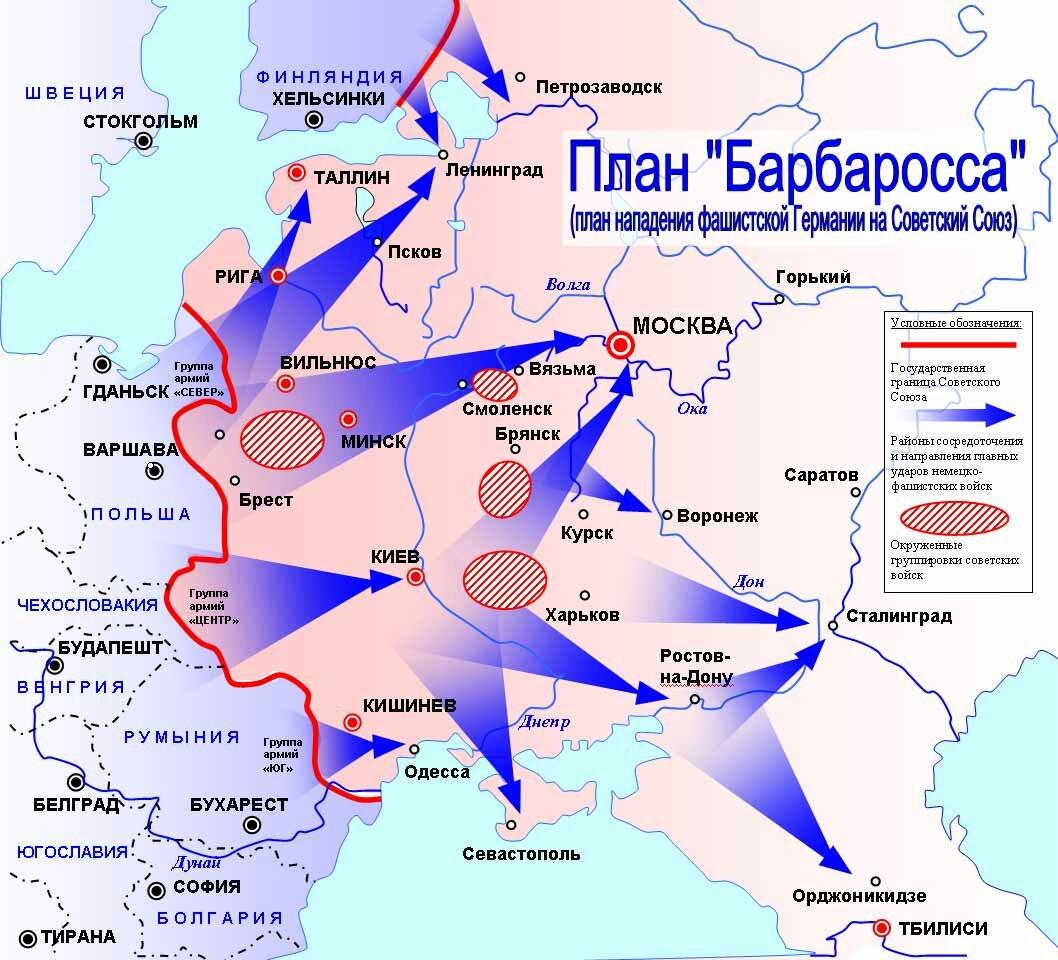 План "Барбаросса"
(план нападения фашистской Германии на Советский Союз)
ШВЕЦИЯ
СТОКГОЛЬМ
ФИНЛЯНДИЯ
ХЕЛЬСИНКИ
Петрозаводск
Ленинград
ТАЛЛИН
Псков
РИГА
Волга
Горький
МОСКВА
Условные обозначения:
Государственная
граница Советского
Союза
Районы сосредоточения
и направления главных
ударов немецко-
фашистских войск
Окруженные
группировки советских
войск
Группа
армий
«СЕВЕР»
ВИЛЬНЮС
Вязьма
ГДАНЬСК
Смоленск
Ока
МИНСК
Брянск
ВАРШАВА
Саратов
Брест
ПОЛЬША
Курск
Воронеж
КИЕВ
Дон
Группа
армий
«ЦЕНТР»
ЧЕХОСЛОВАКИЯ
Харьков
Сталинград
БУДАПЕШТ
Ростов-
на-Дону
ВЕНГРИЯ
КИШИНЕВ
Днепр
РУМЫНИЯ
Группа
армий
«ЮГ»
Одесса
БЕЛГРАД
БУХАРЕСТ
ЮГОСЛАВИЯ
Дунай
Севастополь
СОФИЯ
Орджоникидзе
БОЛГАРИЯ
ТИРАНА
ТБИЛИСИ